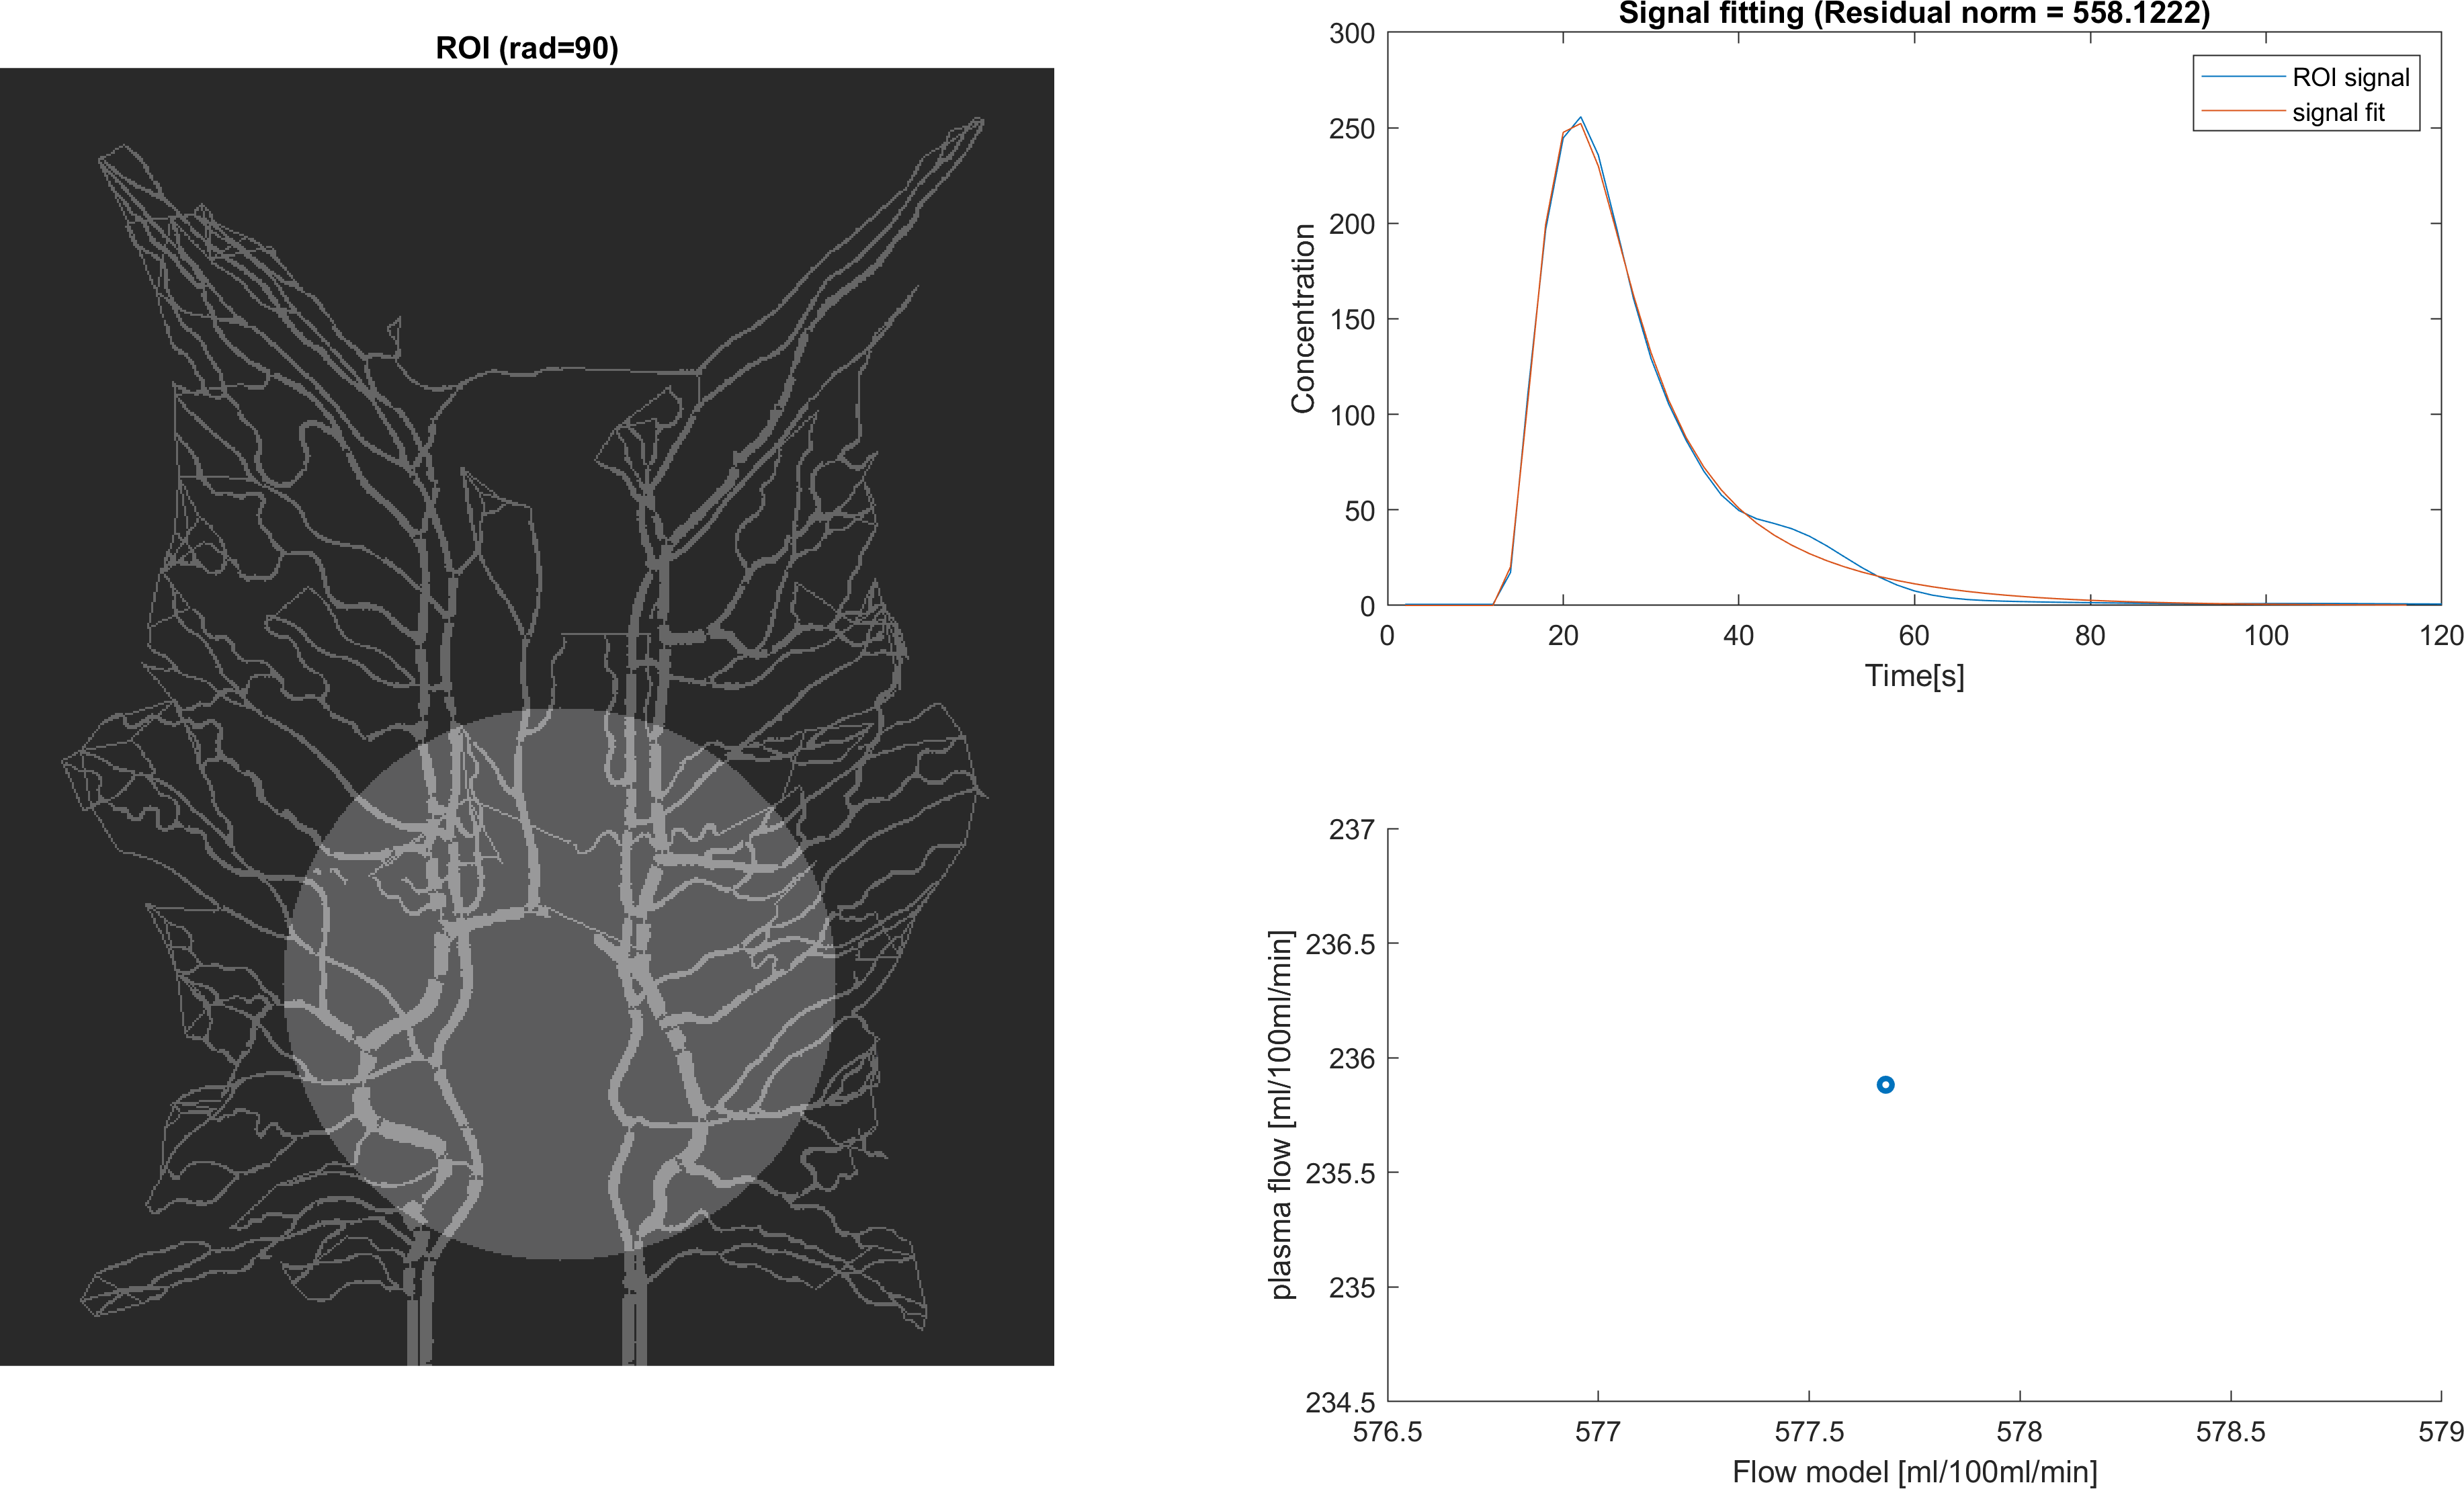 ROI (rad=90)
Signal fitting (Residual norm = 558.1222)
300
250
200
150
100
50
0
Concentration
ROI signal
signal fit
0 20 40 60 80 100 120
Time[s]
237
236.5
236
235.5
235
234.5
plasma flow [ml/100ml/min]
576.5 577 577.5 578 578.5 579
Flow model [ml/100ml/min]